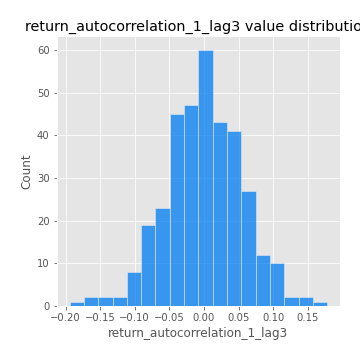 return_autocorrelation_1_lag3 value distributio
60
50
40
30
20
10
0
Count
−0.20 −0.15 −0.10 −0.05 0.00 0.05 0.10 0.15
return_autocorrelation_1_lag3